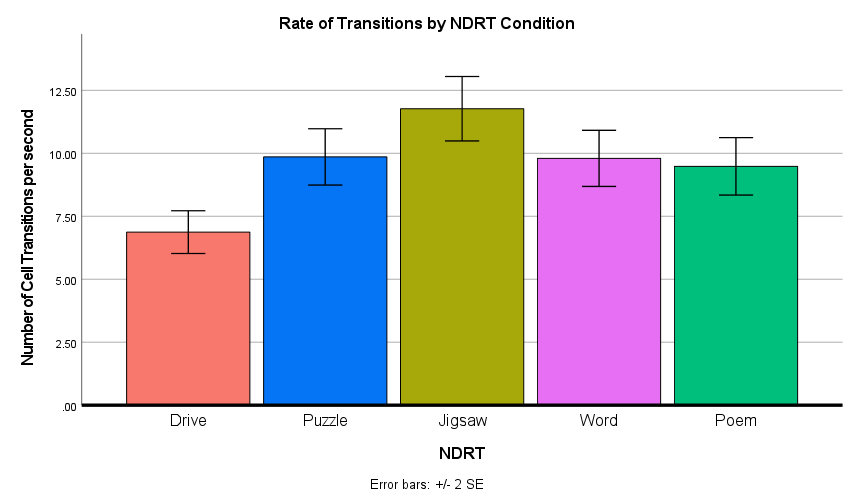 Rate of Transitions by NDRT Condition
Number of Cell Transitions per second
12.50
10.00
7.50
5.00
2.50
.00
Drive
Puzzle
Jigsaw
Word
Poem
NDRT
Error bars: +/- 2 SE